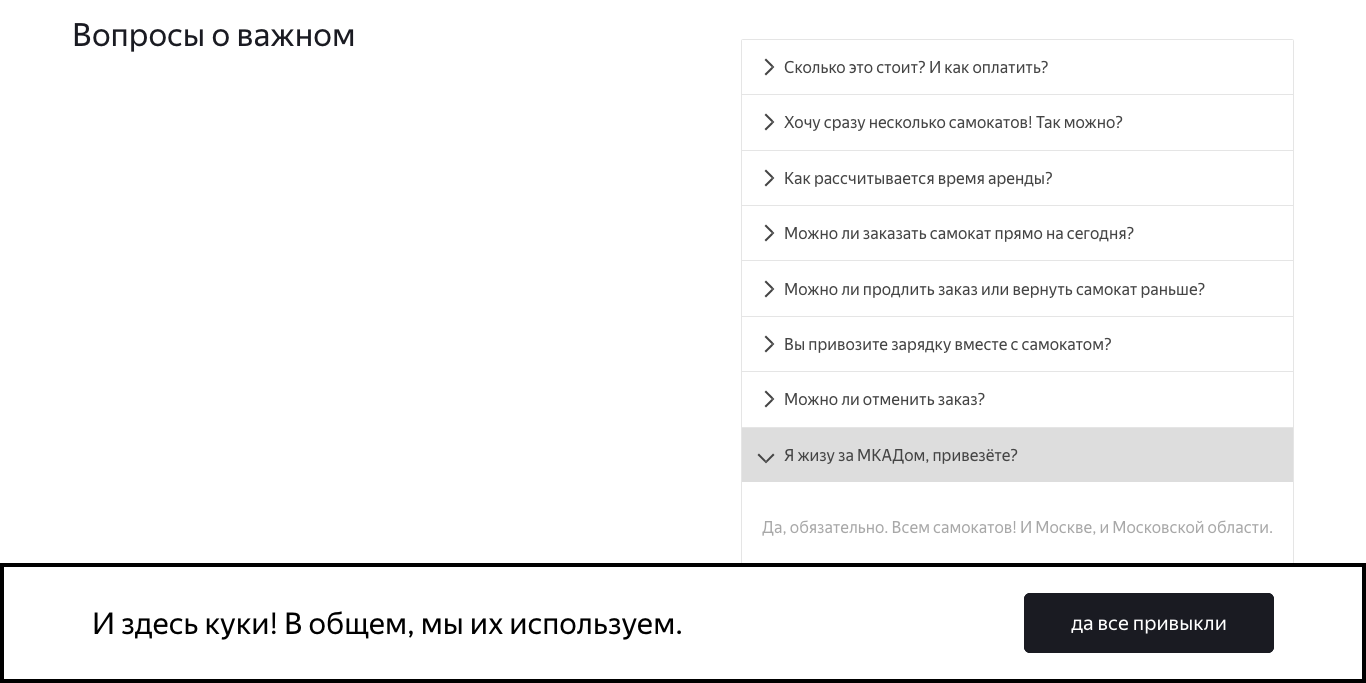 Вопросы о важном
Сколько это стоит? И как оплатить?
Хочу сразу несколько самокатов! Так можно?
Как рассчитывается время аренды?
Можно ли заказать самокат прямо на сегодня?
Можно ли продлить заказ или вернуть самокат раньше?
Вы привозите зарядку вместе с самокатом?
Можно ли отменить заказ?
Я жизу за МКАДом, привезёте?
Да, обязательно. Всем самокатов! И Москве, и Московской области.
И здесь куки! В общем, мы их используем.
да все привыкли